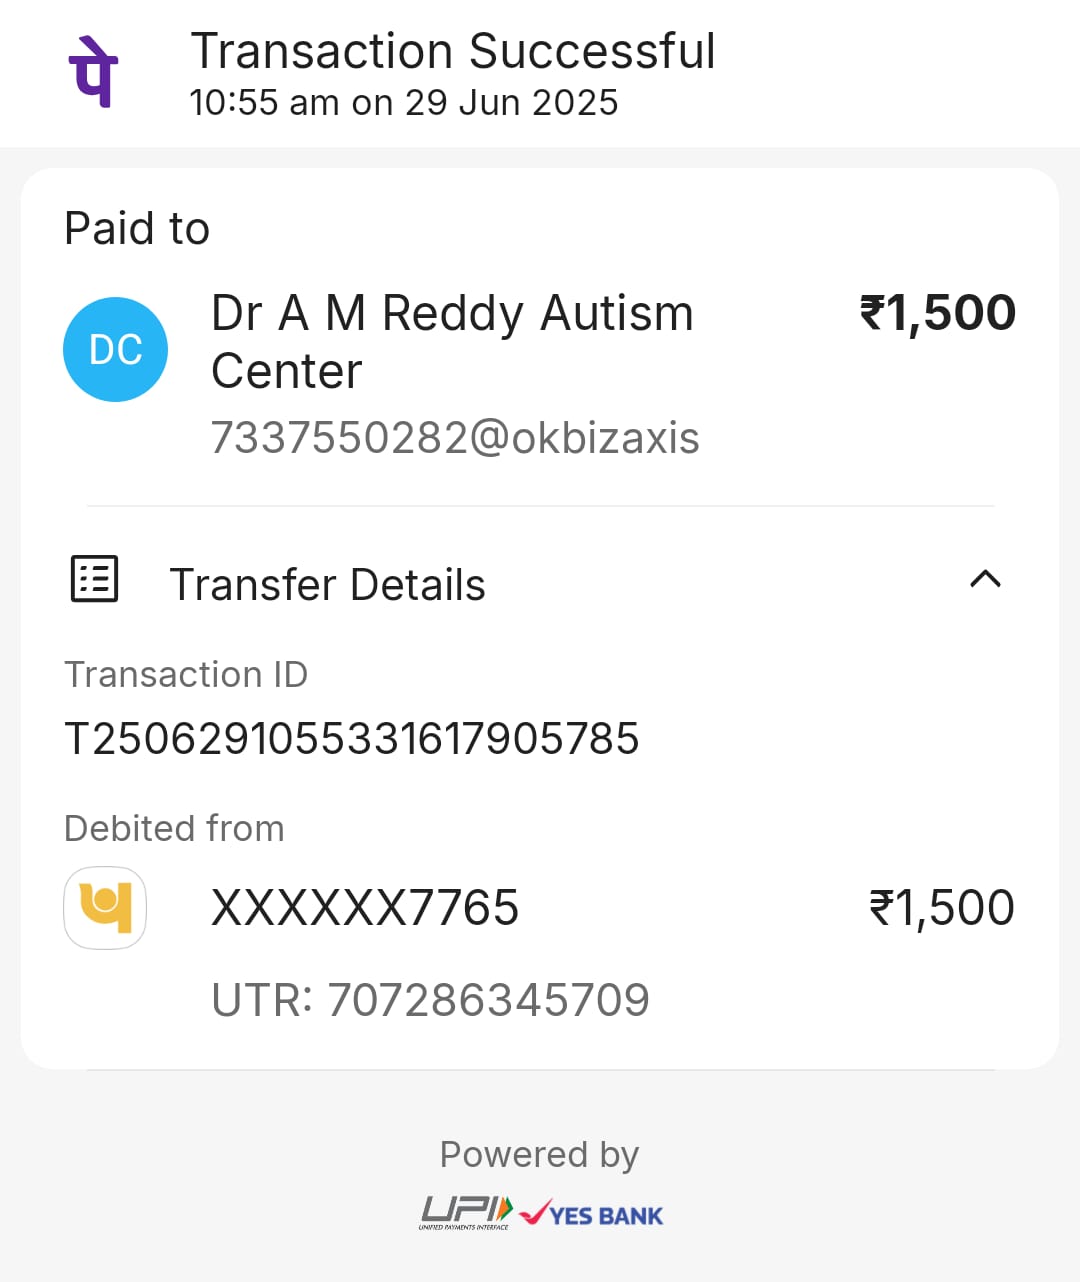 पे
Transaction Successful
10:55 am on 29 Jun 2025
Paid to
DC
Dr A M Reddy Autism
Center
₹1,500
7337550282@okbizaxis
Transfer Details
Transaction ID
T2506291055331617905785
Debited from
XXXXXX7765
₹1,500
UTR: 707286345709
Powered by
UPI
UNIFIED PAYMENTS INTERFACE
YES BANK